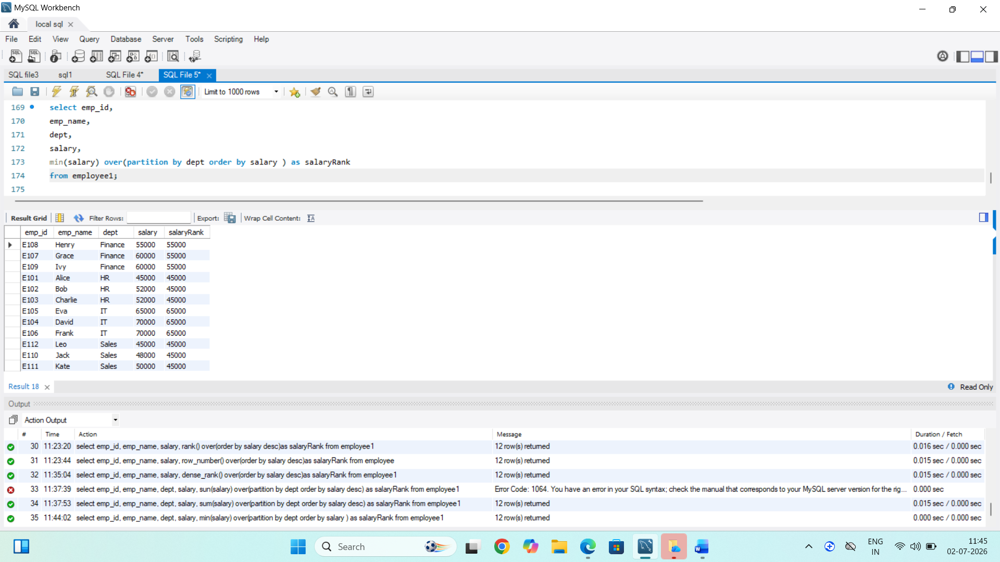 MySQL Workbench
local sql
File Edit View Query Database Server Tools Scripting Help
SQL file3 sql1 SQL File 4* SQL File 5*
Limit to 1000 rows
169 select emp_id,
170 emp_name,
171 dept,
172 salary,
173 min(salary) over(partition by dept order by salary ) as salaryRank
174 from employee1;
175
Result Grid Filter Rows: Export: Wrap Cell Content:
emp_id emp_name dept salary salaryRank
E108 Henry Finance 55000 55000
E107 Grace Finance 60000 55000
E109 Ivy Finance 60000 55000
E101 Alice HR 45000 45000
E102 Bob HR 52000 45000
E103 Charlie HR 52000 45000
E105 Eva IT 65000 65000
E104 David IT 70000 65000
E106 Frank IT 70000 65000
E112 Leo Sales 45000 45000
E110 Jack Sales 48000 45000
E111 Kate Sales 50000 45000
Result 18 Read Only
Output
Action Output
# Time Action Message Duration / Fetch
30 11:23:20 select emp_id, emp_name, salary, rank() over(order by salary desc)as salaryRank from employee1 12 row(s) returned 0.016 sec / 0.000 sec
31 11:23:44 select emp_id, emp_name, salary, row_number() over(order by salary desc)as salaryRank from employee 12 row(s) returned 0.015 sec / 0.000 sec
32 11:35:04 select emp_id, emp_name, salary, dense_rank() over(order by salary desc)as salaryRank from employee1 12 row(s) returned 0.015 sec / 0.000 sec
33 11:37:39 select emp_id, emp_name, dept, salary, sun(salary) over(partition by dept order by salary desc) as salaryRank from employee1 Error Code: 1064. You have an error in your SQL syntax; check the manual that corresponds to your MySQL server version for the rig... 0.000 sec
34 11:37:53 select emp_id, emp_name, dept, salary, sum(salary) over(partition by dept order by salary desc) as salaryRank from employee1 12 row(s) returned 0.015 sec / 0.000 sec
35 11:44:02 select emp_id, emp_name, dept, salary, min(salary) over(partition by dept order by salary ) as salaryRank from employee1 12 row(s) returned 0.000 sec / 0.000 sec
Search
ENG
IN
11:45
02-07-2026